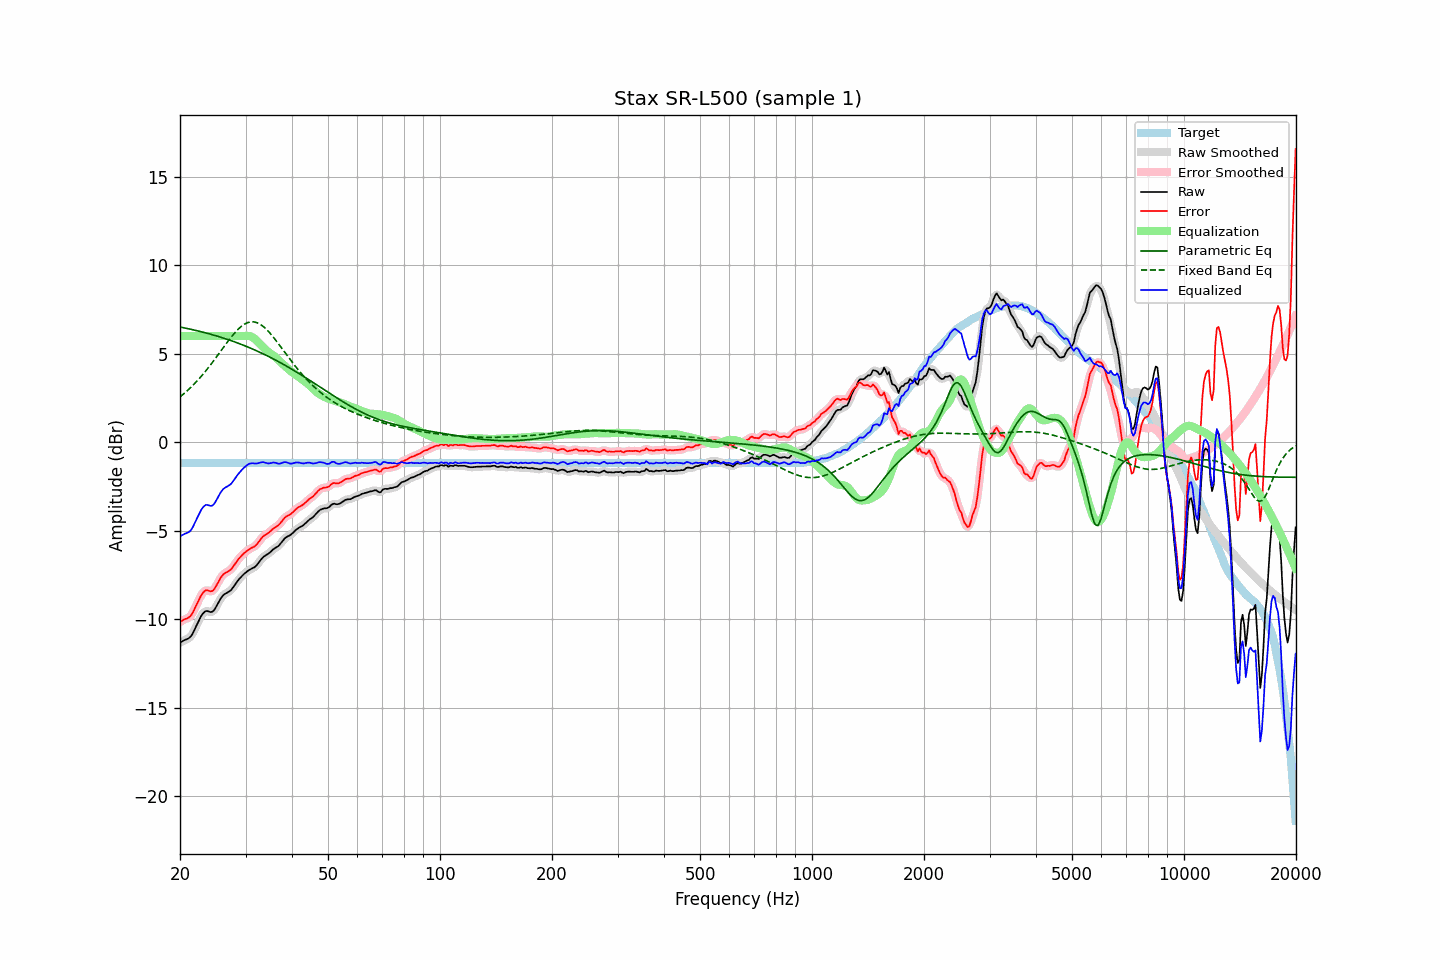 Stax SR-L500 (sample 1)
Target
Raw Smoothed
Error Smoothed
Raw
Error
Equalization
Parametric Eq
Fixed Band Eq
Equalized
Amplitude (dBr)
15
10
5
0
−5
−10
−15
−20
20 50 100 200 500 1000 2000 5000 10000 20000
Frequency (Hz)